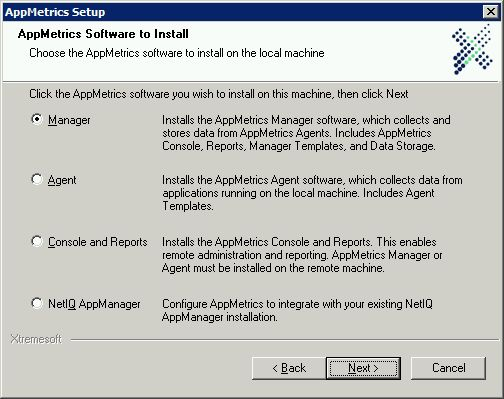 AppMetrics Setup
AppMetrics Software to Install
Choose the AppMetrics software to install on the local machine
Click the AppMetrics software you wish to install on this machine, then click Next
Manager
Installs the AppMetrics Manager software, which collects and
stores data from AppMetrics Agents. Includes AppMetrics
Console, Reports, Manager Templates, and Data Storage.
Agent
Installs the AppMetrics Agent software, which collects data from
applications running on the local machine. Includes Agent
Templates.
Console and Reports
Installs the AppMetrics Console and Reports. This enables
remote administration and reporting. AppMetrics Manager or
Agent must be installed on the remote machine.
NetIQ AppManager
Configure AppMetrics to integrate with your existing NetIQ
AppManager installation.
Xtremesoft
< Back
Next >
Cancel